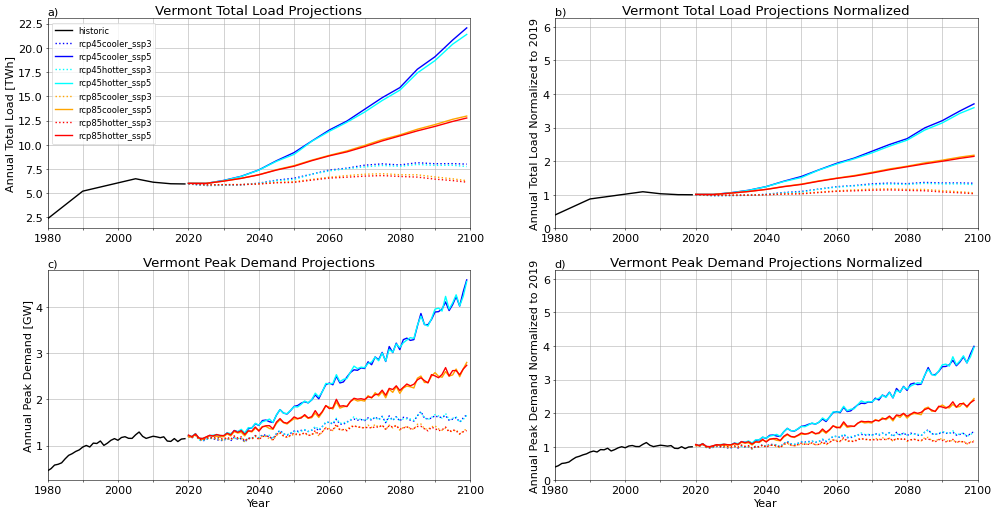 a)
Vermont Total Load Projections
Annual Total Load [TWh]
22.5
20.0
17.5
15.0
12.5
10.0
7.5
5.0
2.5
historic
rcp45cooler_ssp3
rcp45cooler_ssp5
rcp45hotter_ssp3
rcp45hotter_ssp5
rcp85cooler_ssp3
rcp85cooler_ssp5
rcp85hotter_ssp3
rcp85hotter_ssp5
1980 2000 2020 2040 2060 2080 2100
b)
Vermont Total Load Projections Normalized
Annual Total Load Normalized to 2019
6
5
4
3
2
1
0
1980 2000 2020 2040 2060 2080 2100
c)
Vermont Peak Demand Projections
Annual Peak Demand [GW]
4
3
2
1
1980 2000 2020 2040 2060 2080 2100
Year
d)
Vermont Peak Demand Projections Normalized
Annual Peak Demand Normalized to 2019
6
5
4
3
2
1
0
1980 2000 2020 2040 2060 2080 2100
Year